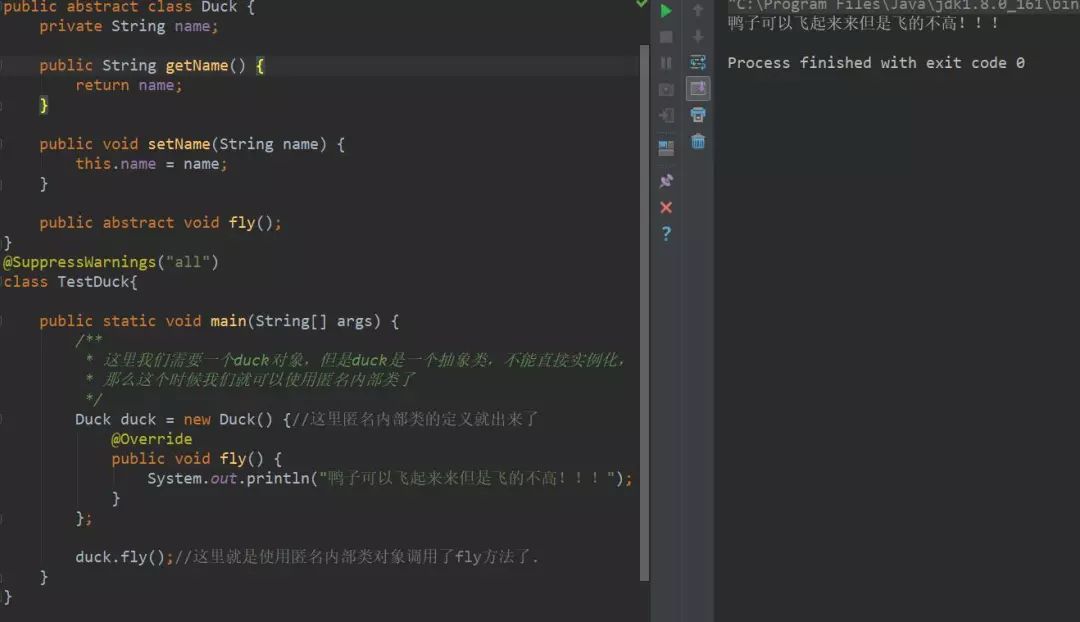 public abstract class Duck {
private String name;
public String getName() {
return name;
}
public void setName(String name) {
this.name = name;
}
public abstract void fly();
}
@SuppressWarnings("all")
class TestDuck{
public static void main(String[] args) {
/**
* 这里我们需要一个duck对象，但是duck是一个抽象类，不能直接实例化，
* 那么这个时候我们就可以使用匿名内部类了
*/
Duck duck = new Duck() {//这里匿名内部类的定义就出来了
@Override
public void fly() {
System.out.println("鸭子可以飞起来来但是飞的不高！！！");
}
};
duck.fly();//这里就是使用匿名内部类对象调用了fly方法了.
}
}
"C:\Program Files\Java\jdk1.8.0_161\bin
鸭子可以飞起来来但是飞的不高！！！
Process finished with exit code 0